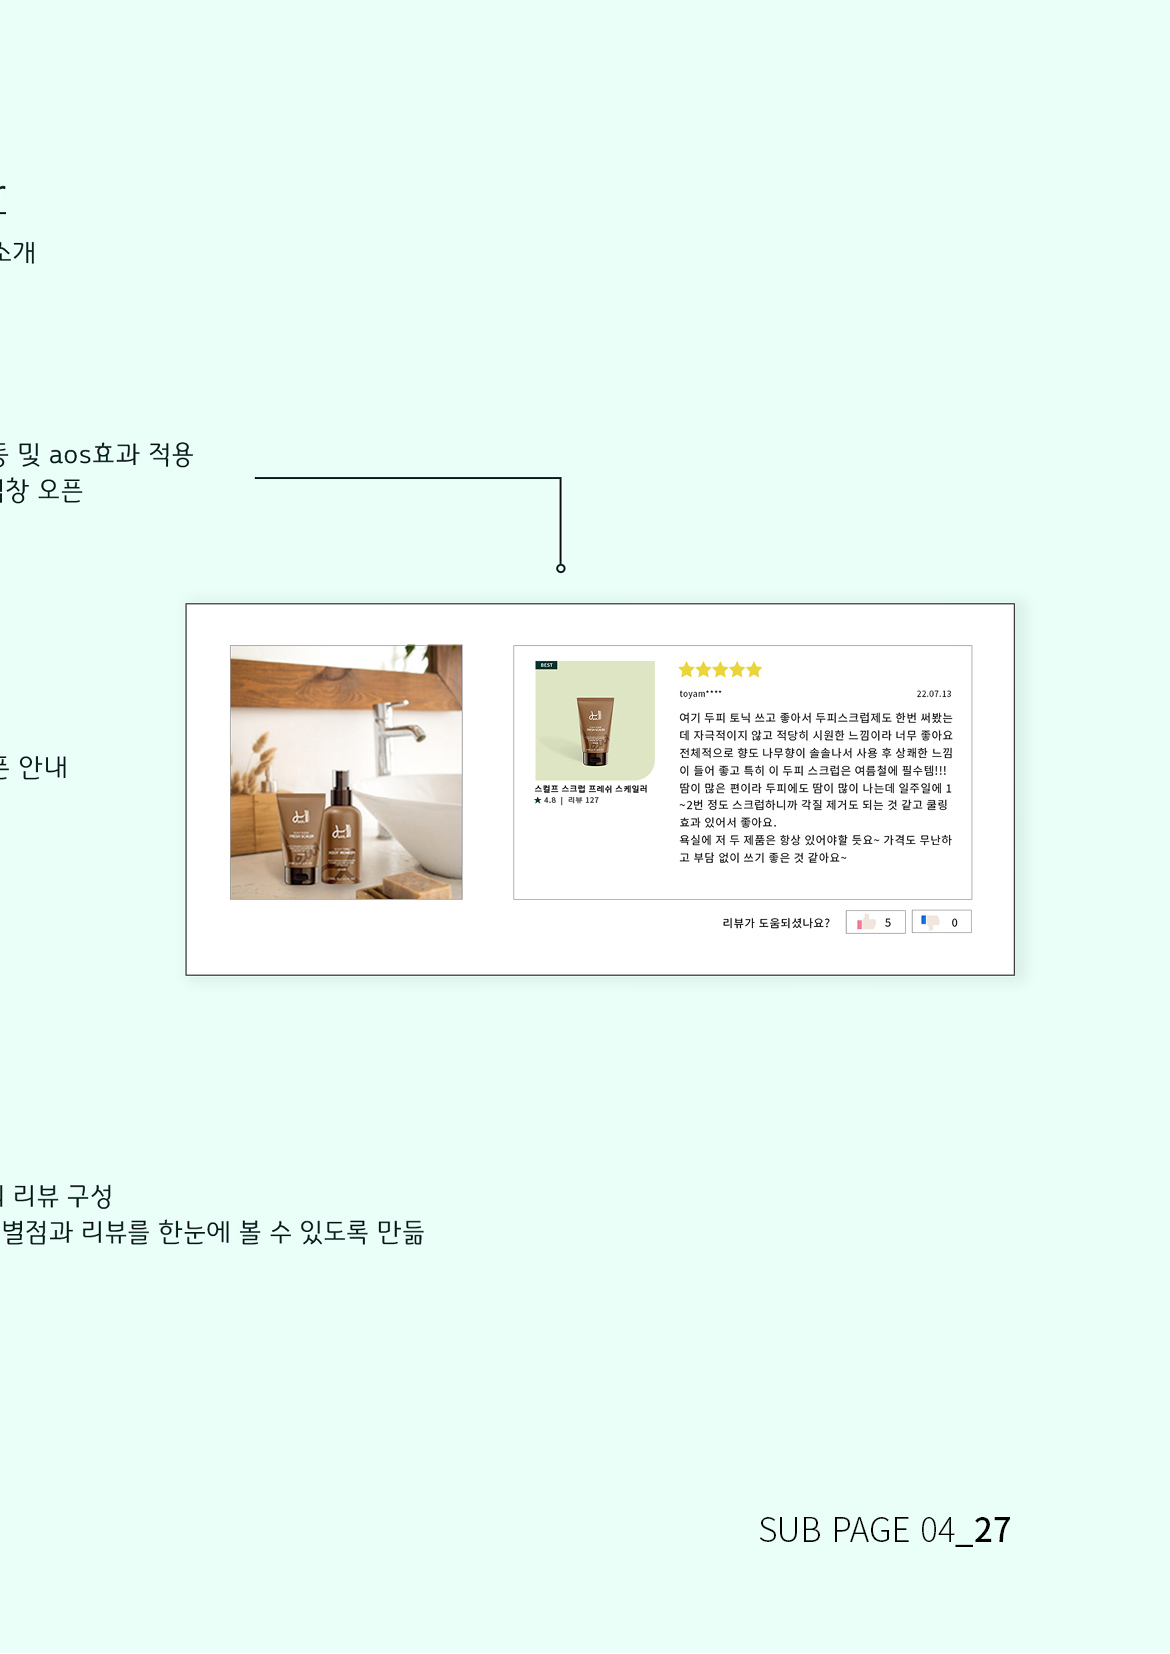 소개
및 aos효과 적용
오픈
BEST
toyam****
22.07.13
여기 두피 토닉 쓰고 좋아서 두피스크럽제도 한번 써봤는
데 자극적이지 않고 적당히 시원한 느낌이라 너무 좋아요
전체적으로 향도 나무향이 솔솔나서 사용 후 상쾌한 느낌
이 들어 좋고 특히 이 두피 스크럽은 여름철에 필수템!!!
땀이 많은 편이라 두피에도 땀이 많이 나는데 일주일에 1
~2번 정도 스크럽하니까 각질 제거도 되는 것 같고 쿨링
효과 있어서 좋아요.
욕실에 저 두 제품은 항상 있어야할 듯요~ 가격도 무난하
고 부담 없이 쓰기 좋은 것 같아요~
스컬프 스크럽 프레쉬 스케일러
★ 4.8 | 리뷰 127
안내
리뷰가 도움되셨나요?
5
0
리뷰 구성
별점과 리뷰를 한눈에 볼 수 있도록 만듦
SUB PAGE 04_27